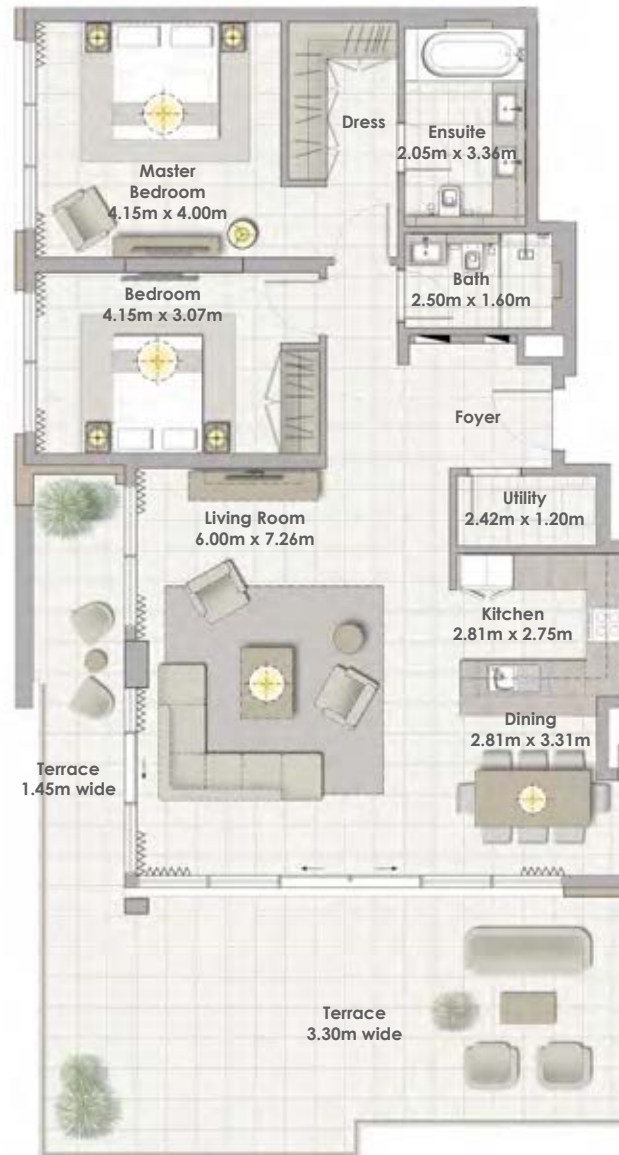 Dress
Ensuite
2.05m x 3.36m
Master
Bedroom
4.15m x 4.00m
Bath
2.50m x 1.60m
Bedroom
4.15m x 3.07m
Foyer
Utility
2.42m x 1.20m
Living Room
6.00m x 7.26m
Kitchen
2.81m x 2.75m
Dining
2.81m x 3.31m
Terrace
1.45m wide
Terrace
3.30m wide